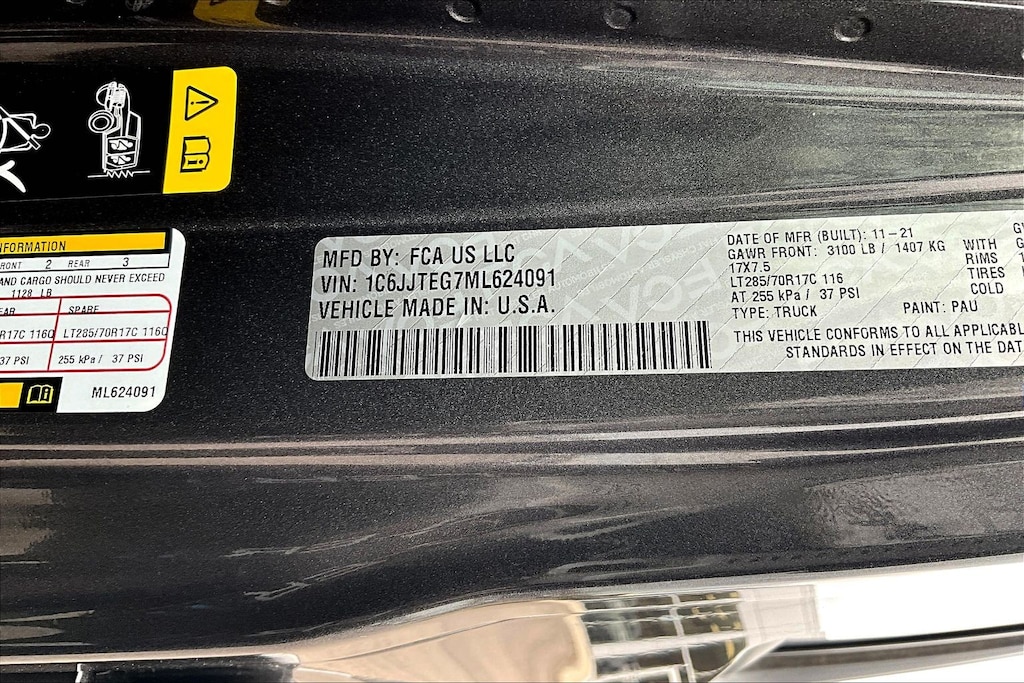 NFORMATION
RONT 2 REAR 3
AND CARGO SHOULD NEVER EXCEED
1128 LB
EAR SPARE
R17C 116Q LT285/70R17C 116Q
37 PSI 255 kPa / 37 PSI
ML624091
MFD BY: FCA US LLC
VIN: 1C6JJTEG7ML624091
VEHICLE MADE IN: U.S.A.
DATE OF MFR (BUILT): 11-21
GAWR FRONT: 3100 LB / 1407 KG WITH
17X7.5 RIMS
LT285/70R17C 116 TIRES
AT 255 kPa / 37 PSI COLD
TYPE: TRUCK PAINT: PAU
THIS VEHICLE CONFORMS TO ALL APPLICABL
STANDARDS IN EFFECT ON THE DAT